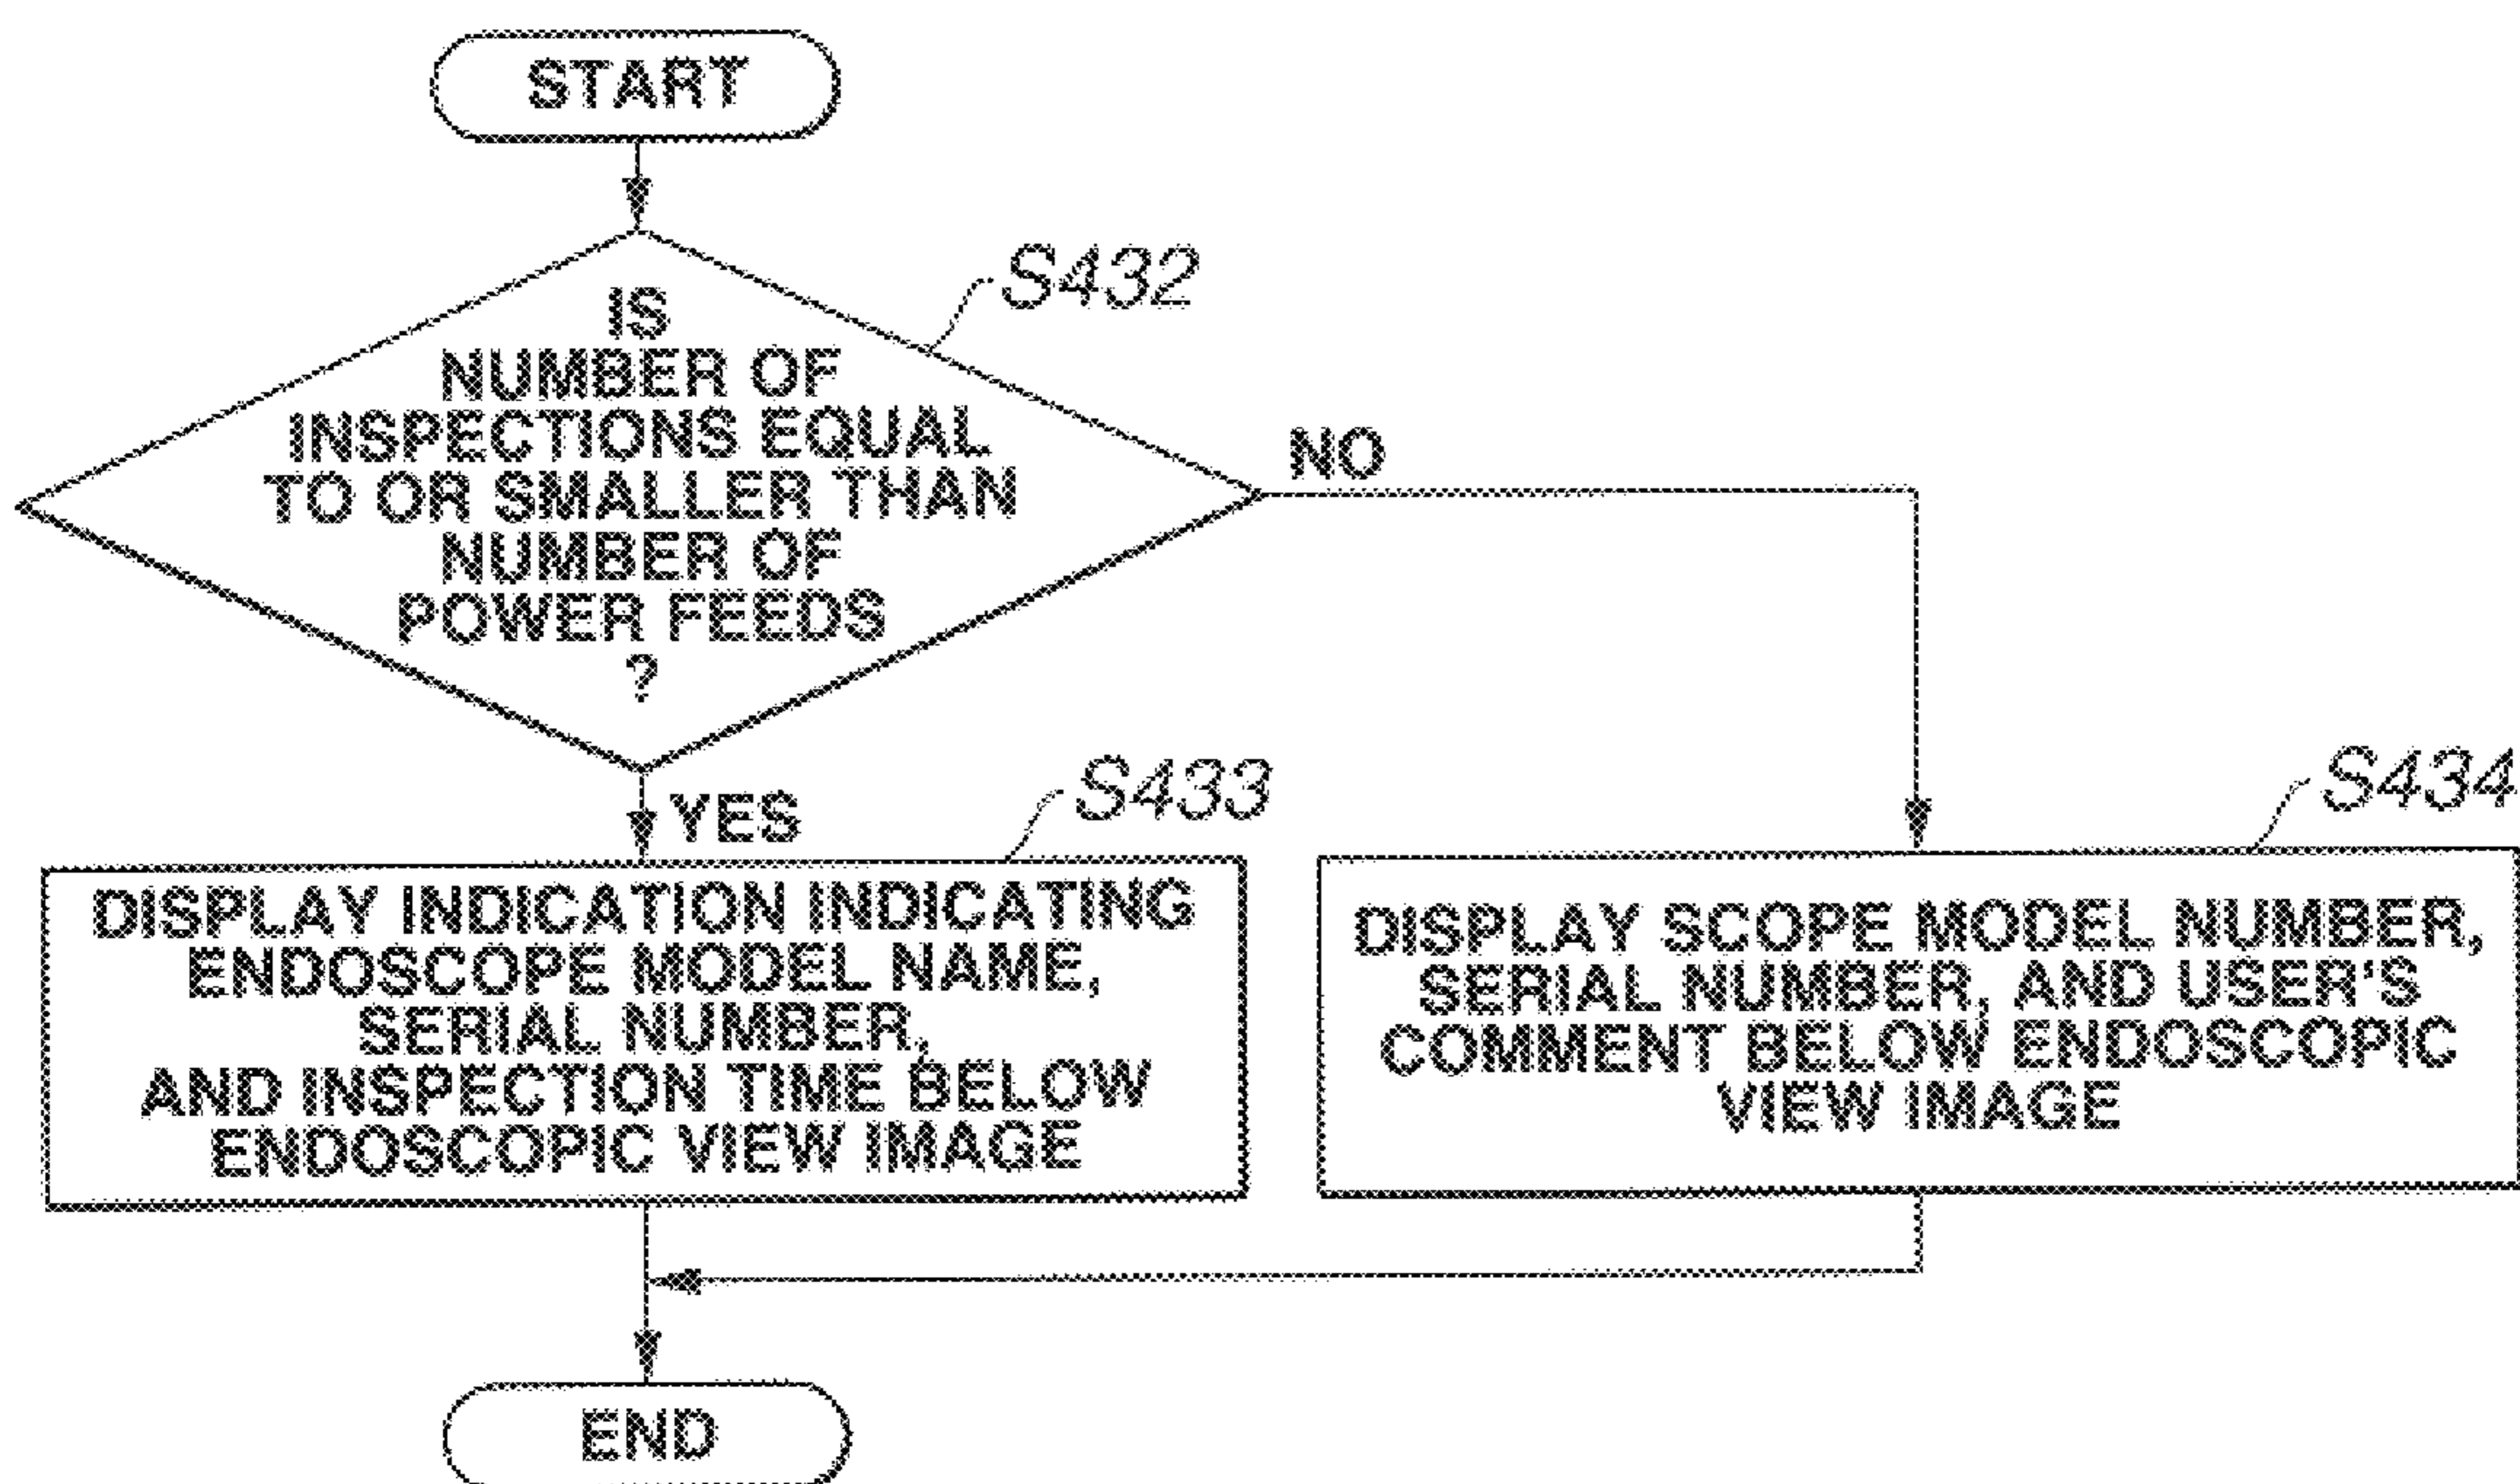 START
S432
IS
NUMBER OF
INSPECTIONS EQUAL
TO OR SMALLER THAN
NUMBER OF
POWER FEEDS
?
NO
YES
S433
DISPLAY INDICATION INDICATING
ENDOSCOPE MODEL NAME,
SERIAL NUMBER,
AND INSPECTION TIME BELOW
ENDOSCOPIC VIEW IMAGE
S434
DISPLAY SCOPE MODEL NUMBER,
SERIAL NUMBER, AND USER'S
COMMENT BELOW ENDOSCOPIC
VIEW IMAGE
END